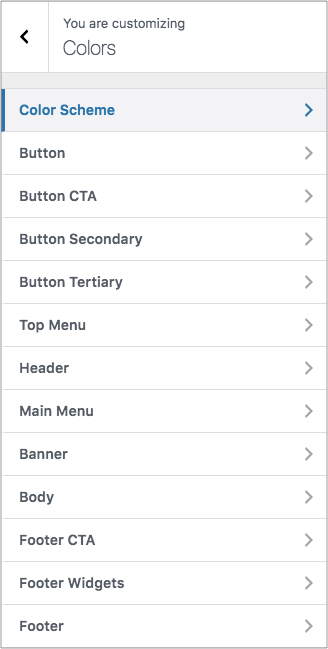 You are customizing
Colors
Color Scheme
Button
Button CTA
Button Secondary
Button Tertiary
Top Menu
Header
Main Menu
Banner
Body
Footer CTA
Footer Widgets
Footer